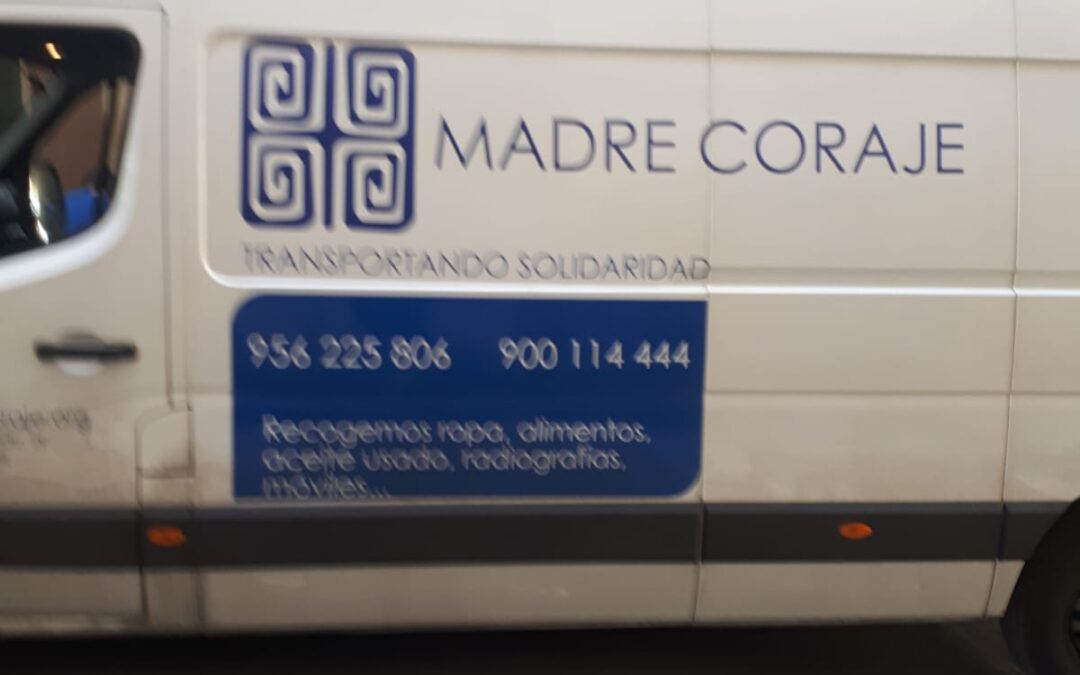 MADRE CORAJE
TRANSPORTANDO SOLIDARIDAD
956 225 806 900 114 444
Recogemos ropa, alimentos,
aceite usado, radiografías,
móviles...